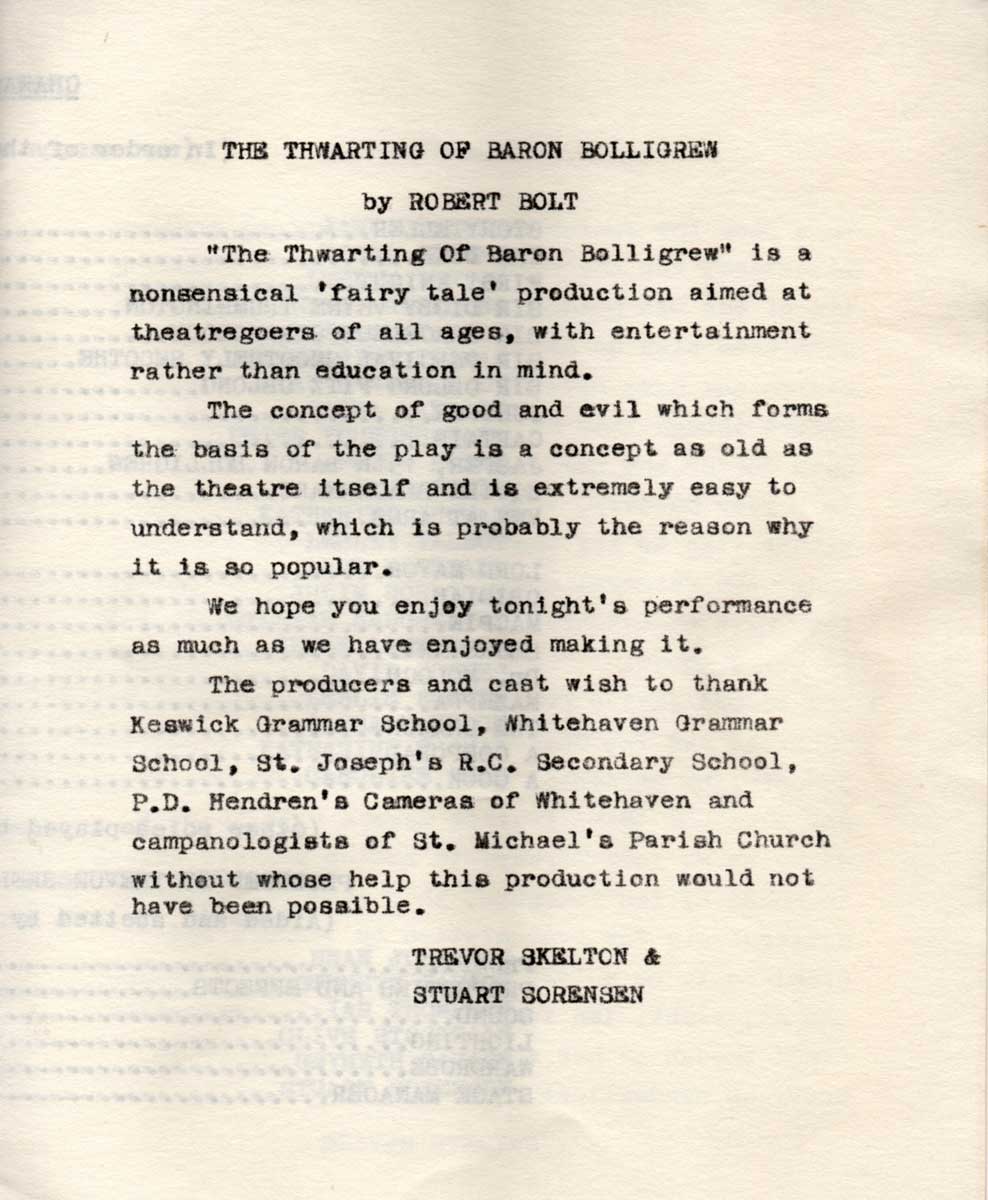 THE THWARTING OF BARON BOLLIGREW
by ROBERT BOLT
"The Thwarting Of Baron Bolligrew" is a
nonsensical 'fairy tale' production aimed at
theatregoers of all ages, with entertainment
rather than education in mind.
The concept of good and evil which forms
the basis of the play is a concept as old as
the theatre itself and is extremely easy to
understand, which is probably the reason why
it is so popular.
We hope you enjoy tonight's performance
as much as we have enjoyed making it.
The producers and cast wish to thank
Keswick Grammar School, Whitehaven Grammar
School, St. Joseph's R.C. Secondary School,
P.D. Hendren's Cameras of Whitehaven and
campanologists of St. Michael's Parish Church
without whose help this production would not
have been possible.
TREVOR SKELTON &
STUART SORENSEN